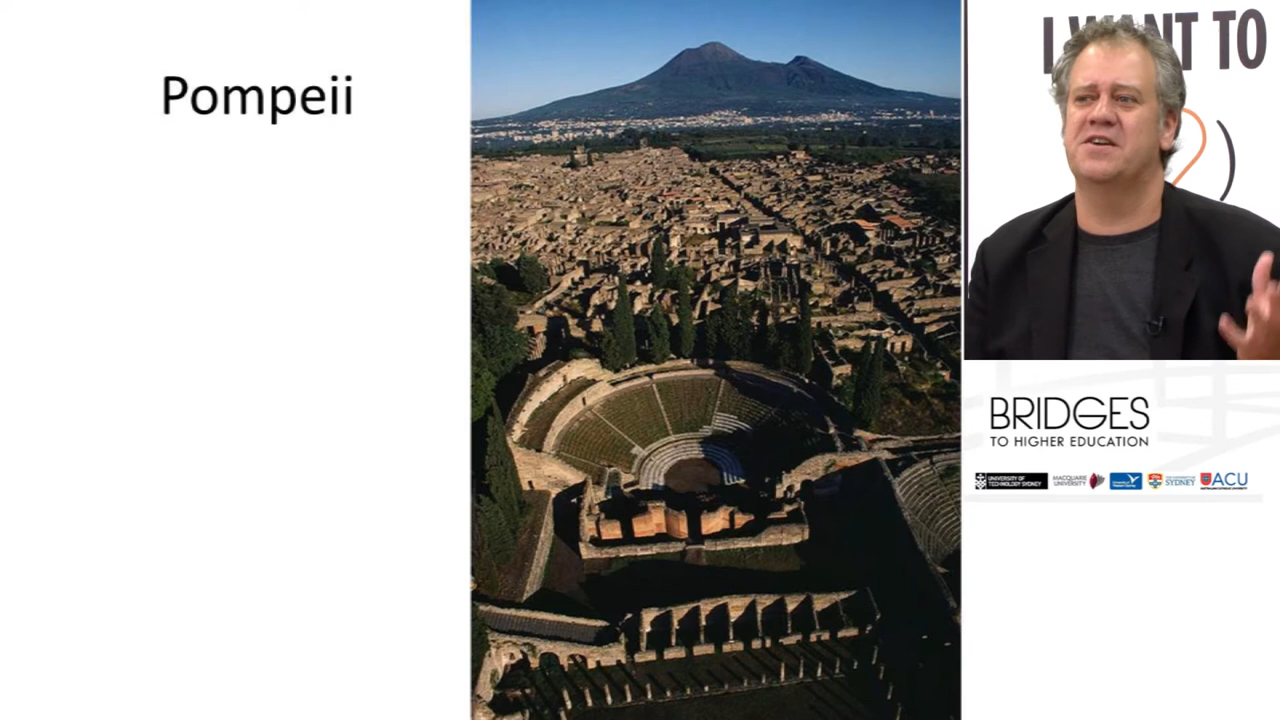 Pompeii
I WANT TO
BRIDGES
TO HIGHER EDUCATION
UNIVERSITY OF
TECHNOLOGY SYDNEY
MACQUARIE
UNIVERSITY
SYDNEY
ACU